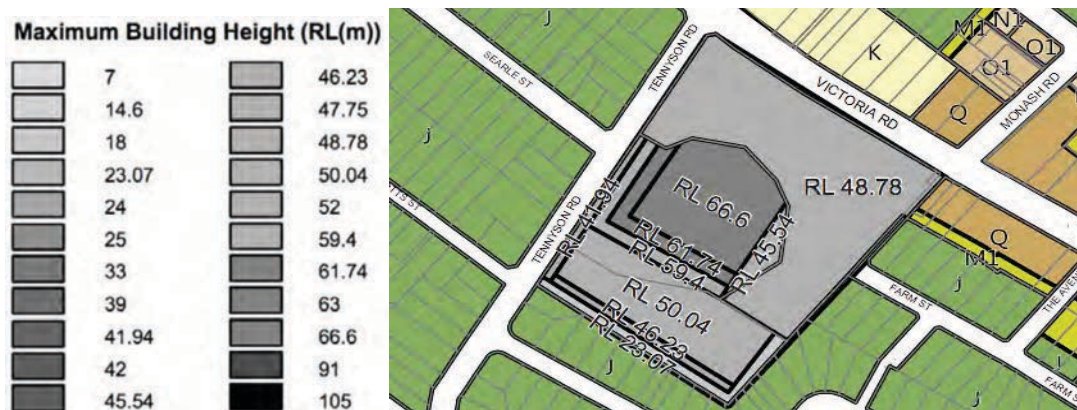 Maximum Building Height (RL(m))
7
14.6
18
23.07
24
25
33
39
41.94
42
45.54
46.23
47.75
48.78
50.04
52
59.4
61.74
63
66.6
91
105
J
SEARLE ST
TENNYSON RD
VICTORIA RD
K
M1
N1
O1
O1
Q
MONASH RD
J
TENNYSON RD
RL 41.94
RL 66.6
RL 48.78
RL 61.74
RL 45.54
RL 59.4
RL 50.04
RL 46.23
RL 23.07
Q
M1
J
FARM ST
J
J
J
FARM S